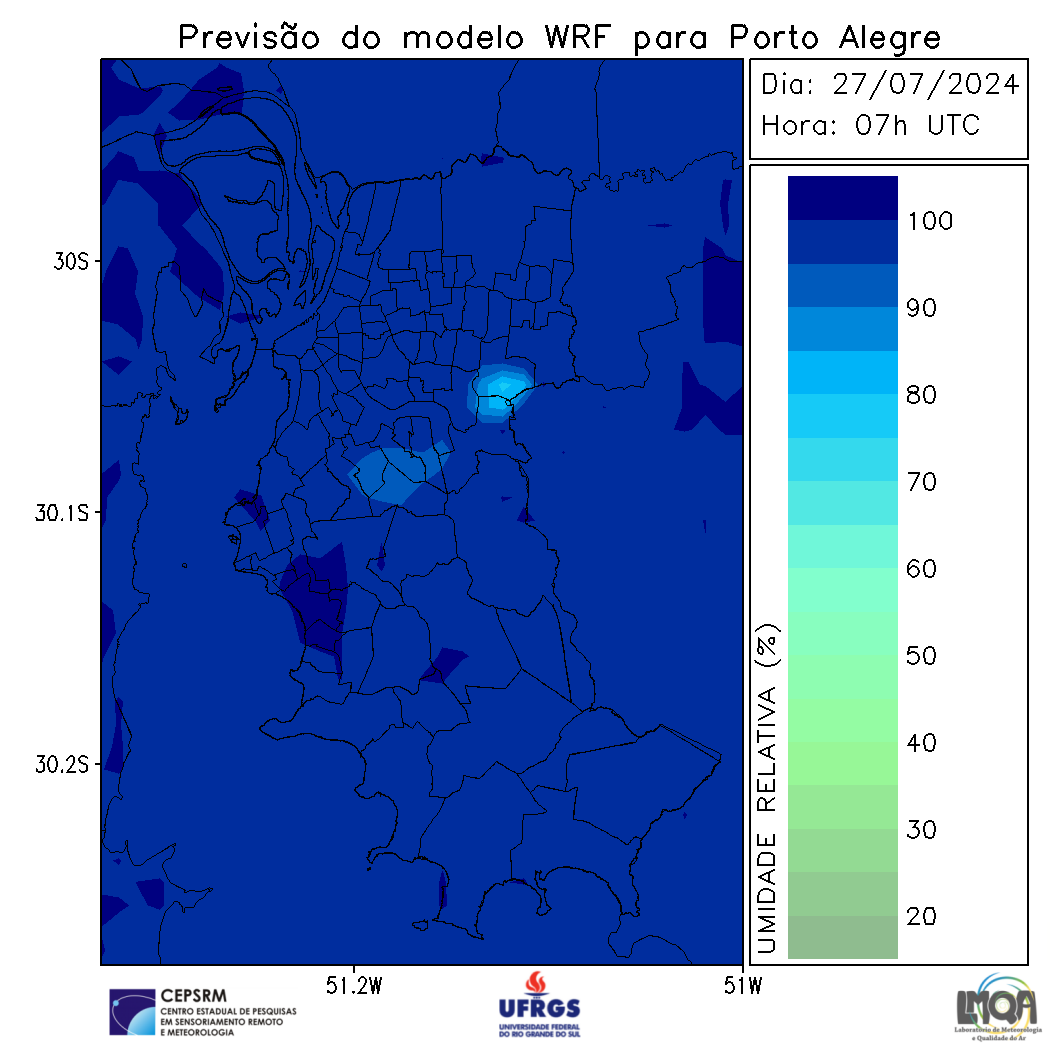 Previsão do modelo WRF para Porto Alegre
Dia: 27/07/2024
Hora: 07h UTC
30S
30.1S
30.2S
51.2W
51W
UMIDADE RELATIVA (%)
100
90
80
70
60
50
40
30
20
CEPSRM
CENTRO ESTADUAL DE PESQUISAS
EM SENSORIAMENTO REMOTO
E METEOROLOGIA
UFRGS
UNIVERSIDADE FEDERAL
DO RIO GRANDE DO SUL
LMQA
Laboratório de Meteorologia
e Qualidade do Ar